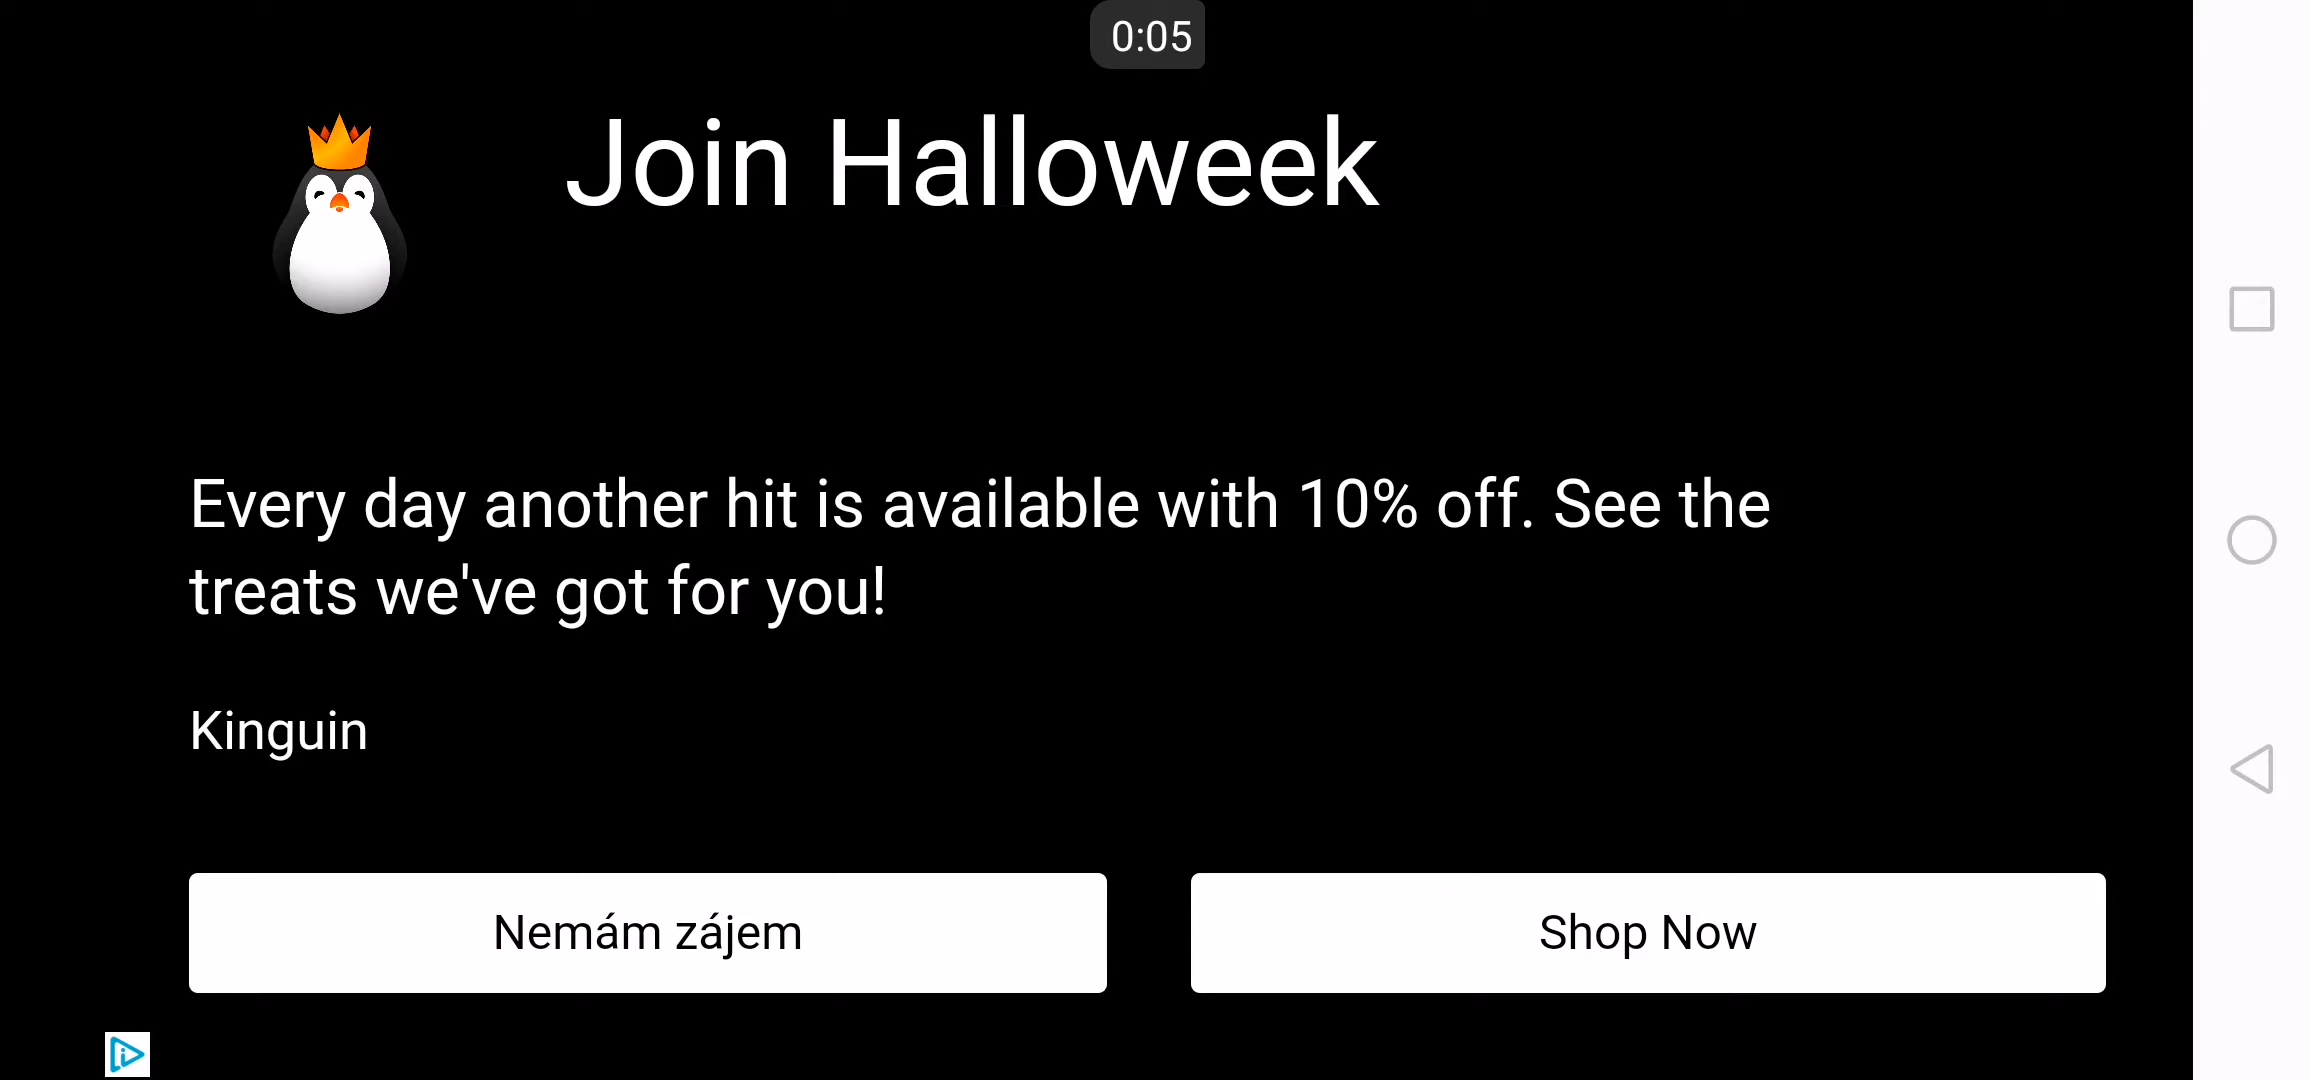 0:05
Join Halloweek
Every day another hit is available with 10% off. See the
treats we've got for you!
Kinguin
Nemám zájem
Shop Now